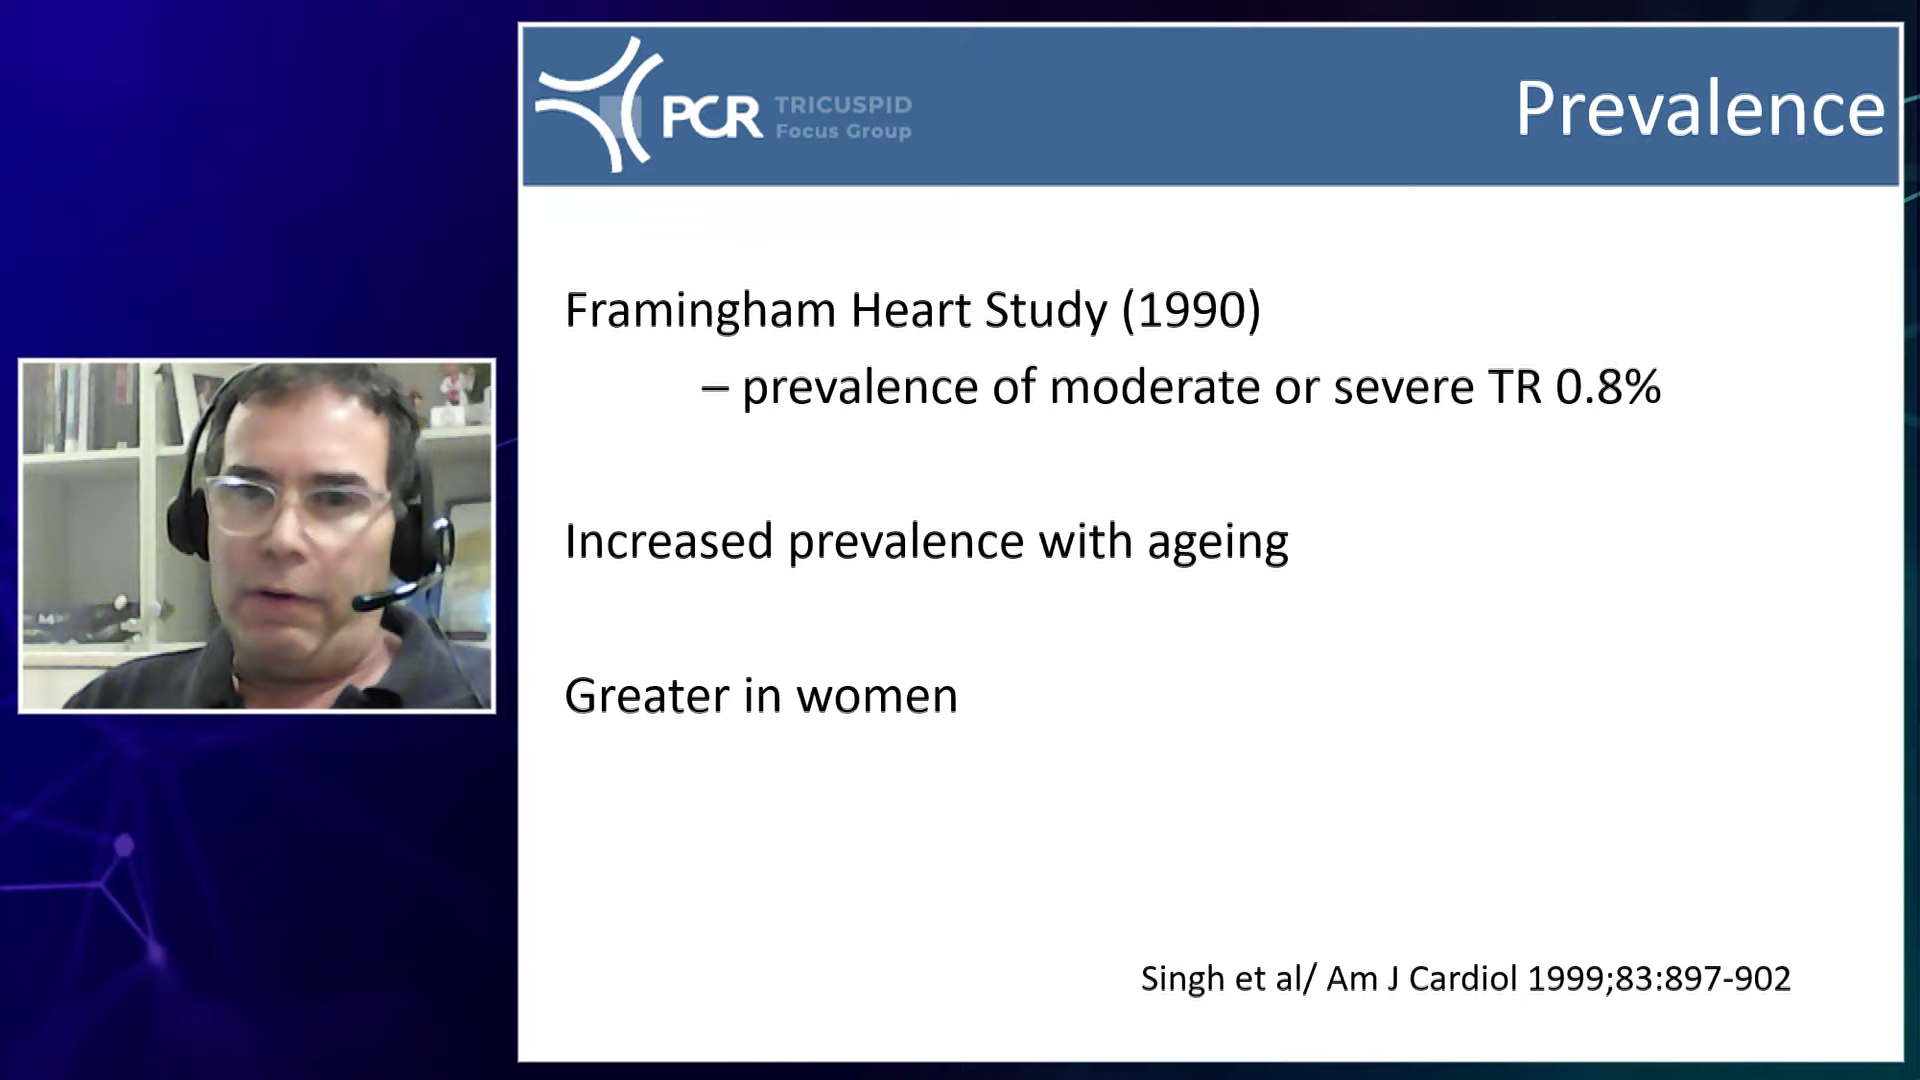 PCR TRICUSPID
Focus Group
Prevalence
Framingham Heart Study (1990)
– prevalence of moderate or severe TR 0.8%
Increased prevalence with ageing
Greater in women
Singh et al/ Am J Cardiol 1999;83:897-902